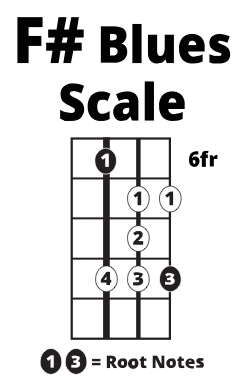 F# Blues
Scale
1 6fr
1 1
2
4 3 3
1 3 = Root Notes